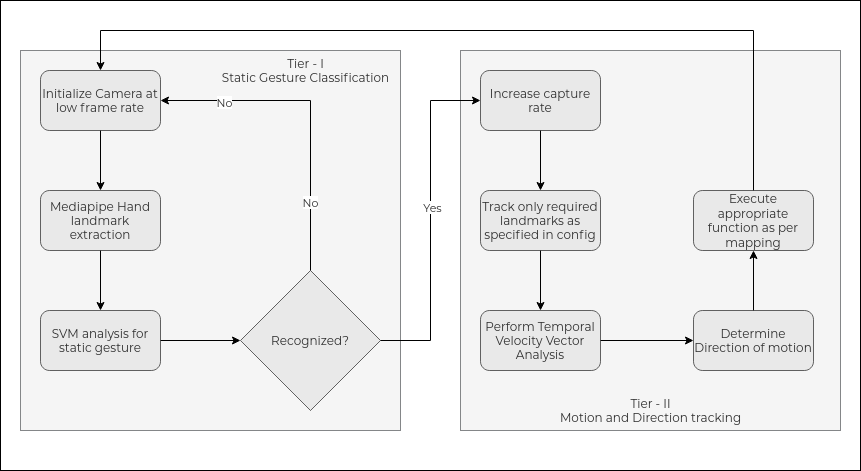 Tier - I
Static Gesture Classification
Initialize Camera at
low frame rate
No
Mediapipe Hand
landmark
extraction
No
SVM analysis for
static gesture
Recognized?
Yes
Increase capture
rate
Track only required
landmarks as
specified in config
Execute
appropriate
function as per
mapping
Perform Temporal
Velocity Vector
Analysis
Determine
Direction of motion
Tier - II
Motion and Direction tracking